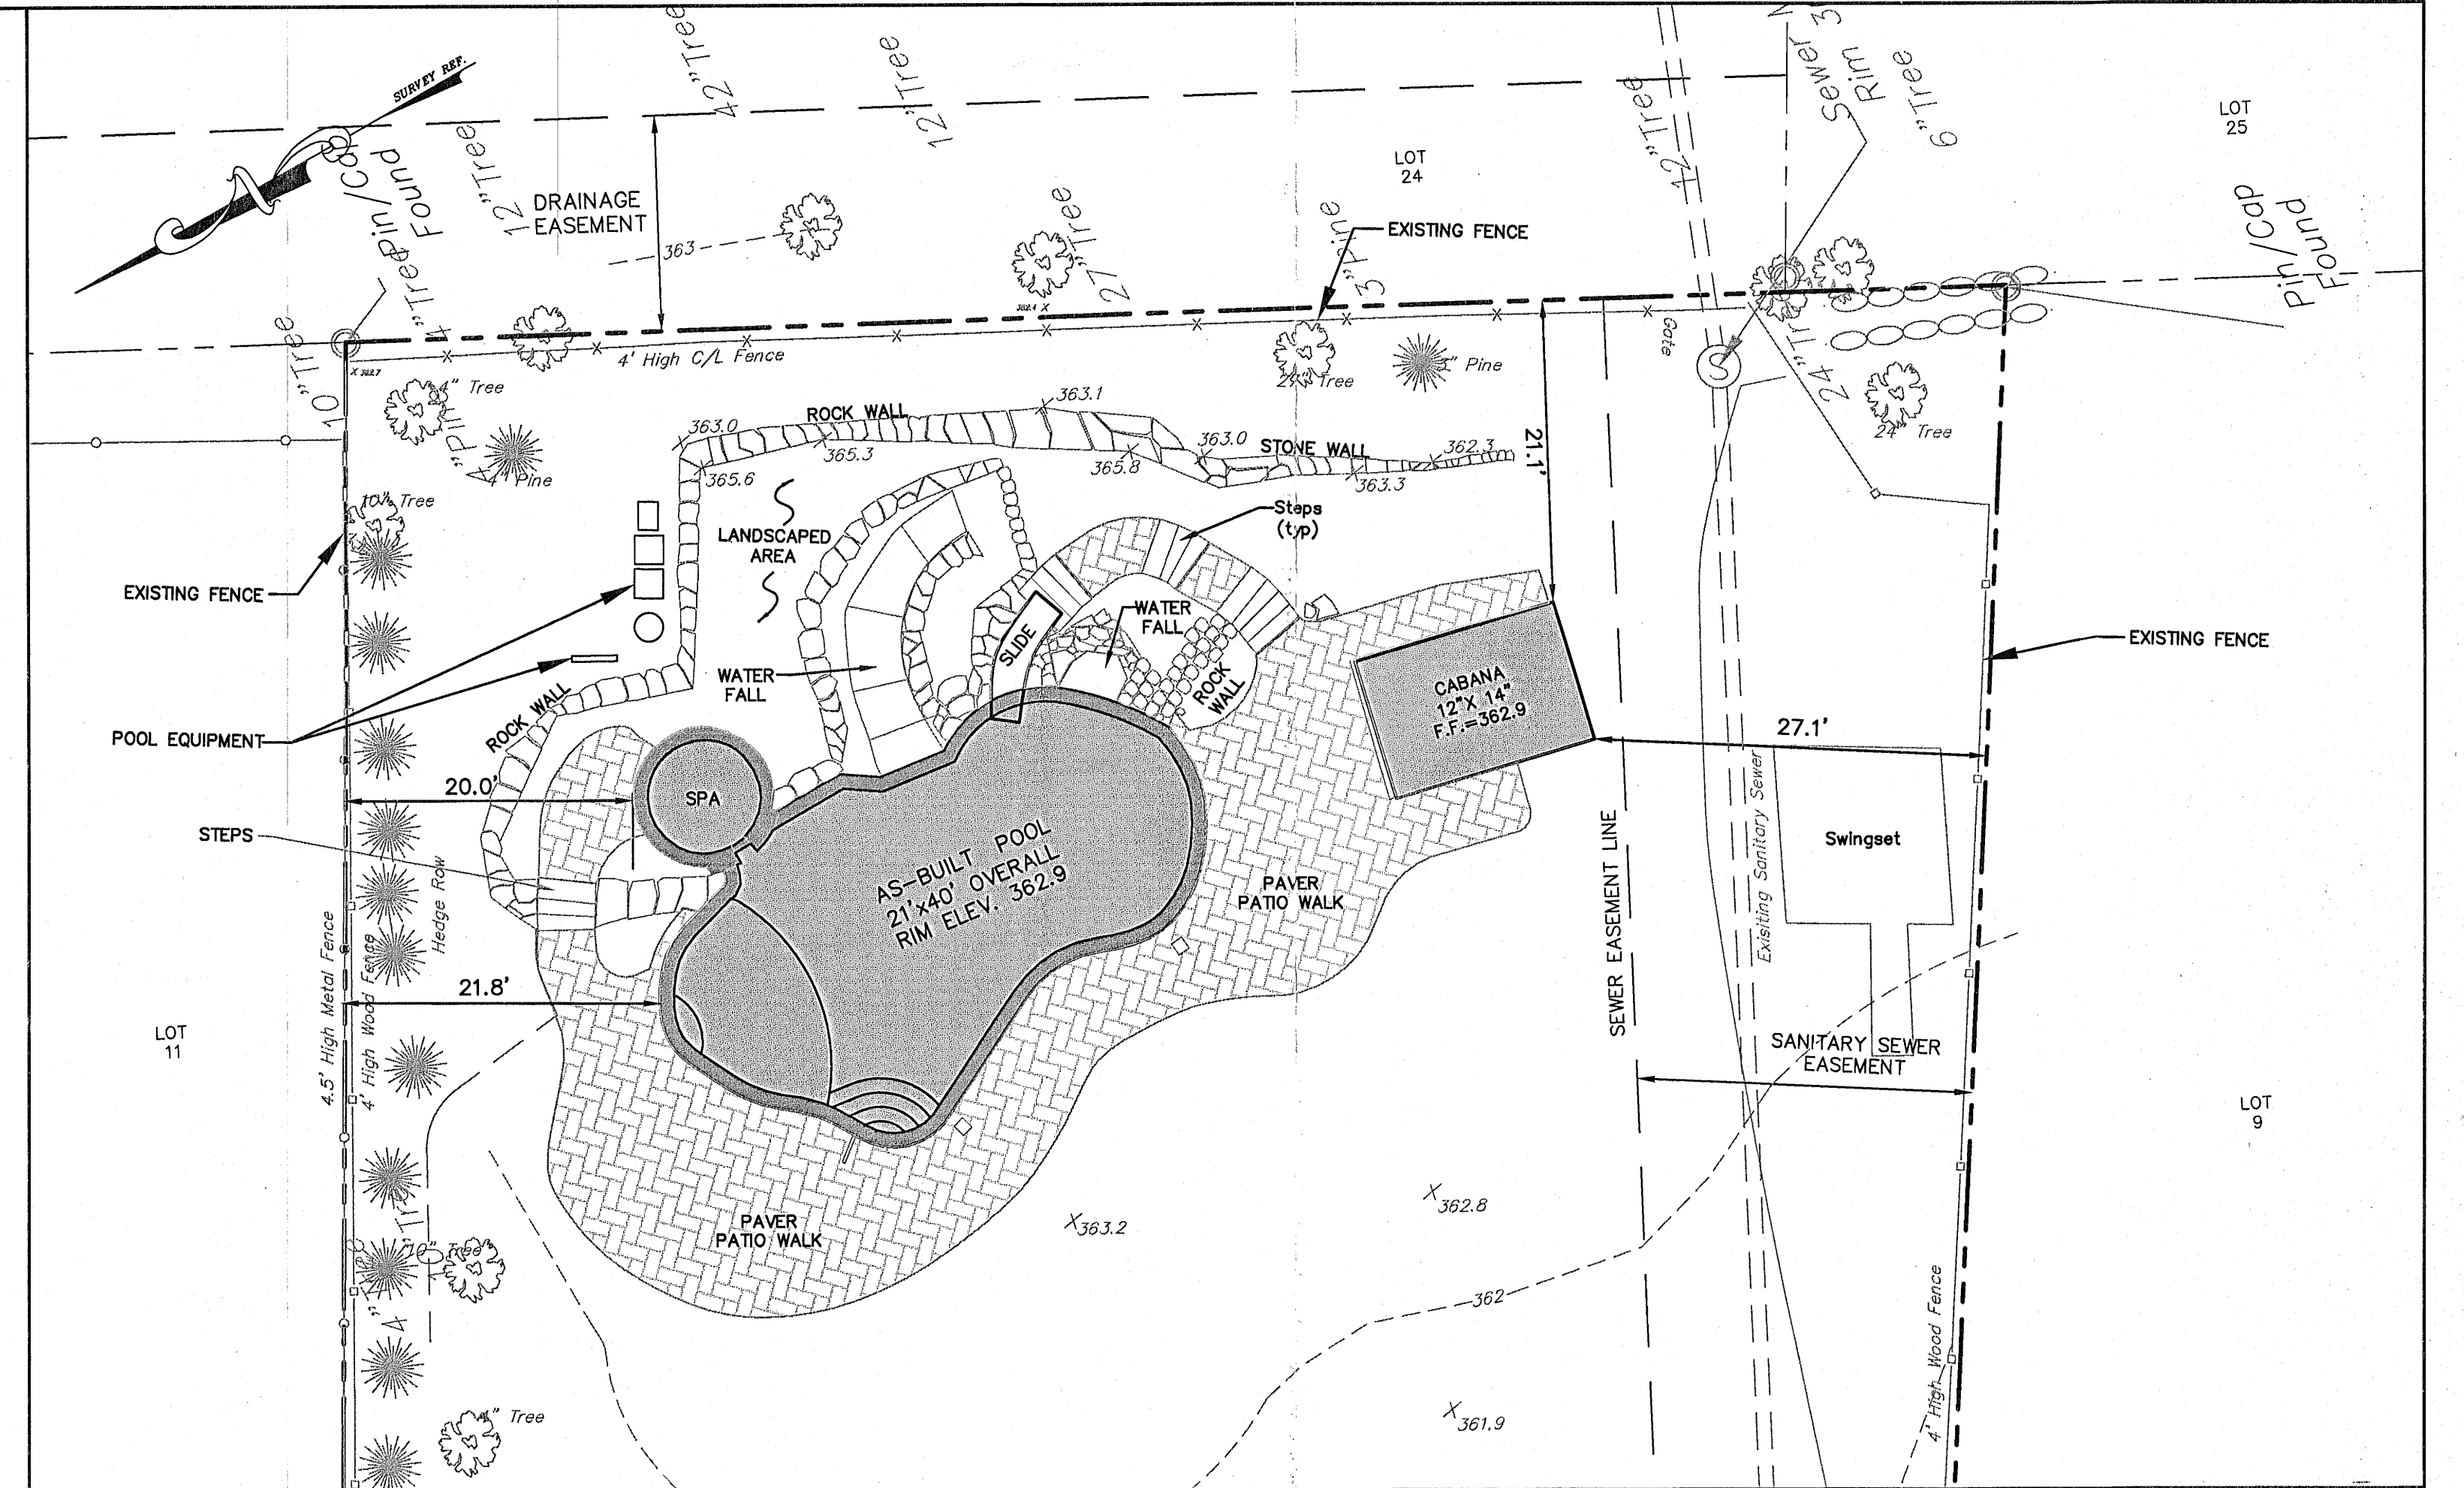 SURVEY REF.
Pin/Cap
Found
12"Tree
42"Tree
12"Tree
DRAINAGE
EASEMENT
363
27"Tree
3"Pine
LOT
24
EXISTING FENCE
12"Tree
Sewer
Rim
6"Tree
LOT
25
Pin/Cap
Found
10"Tree
4"Tree
362.7
362.4
4' High C/L Fence
Tree
4"Pine
4" Pine
10" Tree
Tree
Pine
Gate
24"Tree
24" Tree
21.1'
ROCK WALL
363.0
363.1
365.3
365.6
365.8
363.0
STONE WALL
362.3
363.3
Steps
(typ)
LANDSCAPED
AREA
EXISTING FENCE
POOL EQUIPMENT
ROCK WALL
WATER
FALL
SLIDE
WATER
FALL
ROCK
WALL
CABANA
12"X 14"
F.F.=362.9
27.1'
EXISTING FENCE
20.0'
SPA
STEPS
AS-BUILT POOL
21'x40' OVERALL
RIM ELEV. 362.9
PAVER
PATIO WALK
SEWER EASEMENT LINE
Exisiting Sanitary Sewer
Swingset
Hedge Row
4.5' High Metal Fence
4' High Wood Fence
21.8'
LOT
11
SANITARY SEWER
EASEMENT
LOT
9
PAVER
PATIO WALK
363.2
362.8
362
361.9
10" Tree
4" Tree
4' High Wood Fence